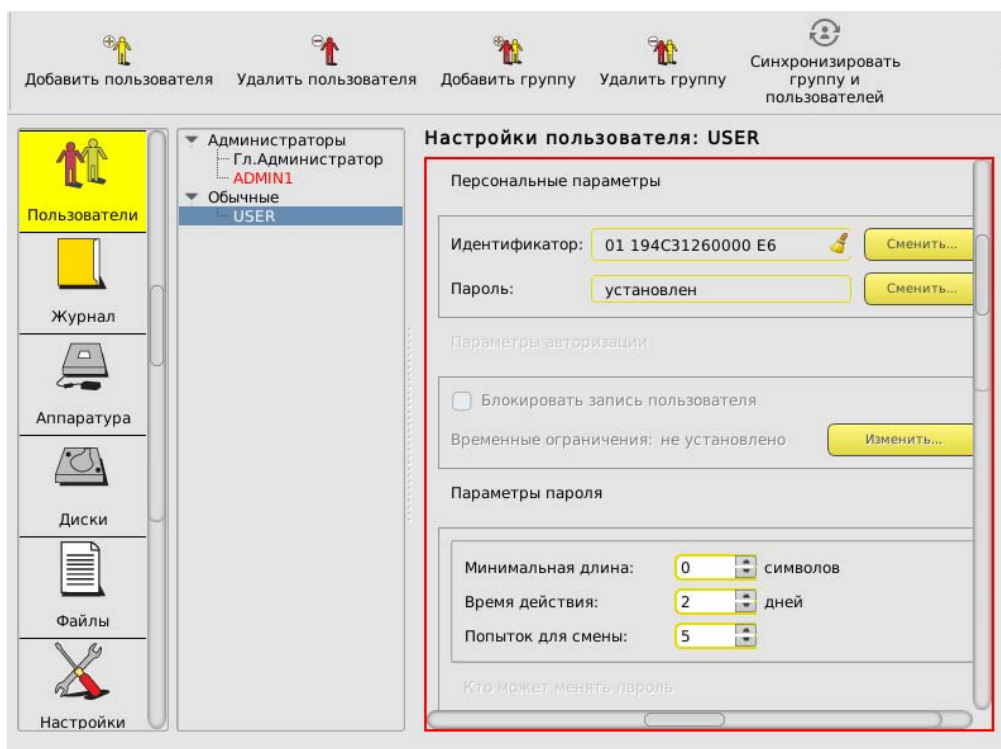 Добавить пользователя
Удалить пользователя
Добавить группу
Удалить группу
Синхронизировать
группу и
пользователей
Пользователи
Журнал
Аппаратура
Диски
Файлы
Настройки
Администраторы
Гл.Администратор
ADMIN1
Обычные
USER
Настройки пользователя: USER
Персональные параметры
Идентификатор: 01 194C31260000 E6 Сменить...
Пароль: установлен Сменить...
Параметры авторизации
Блокировать запись пользователя
Временные ограничения: не установлено Изменить...
Параметры пароля
Минимальная длина: 0 символов
Время действия: 2 дней
Попыток для смены: 5
Кто может менять пароль